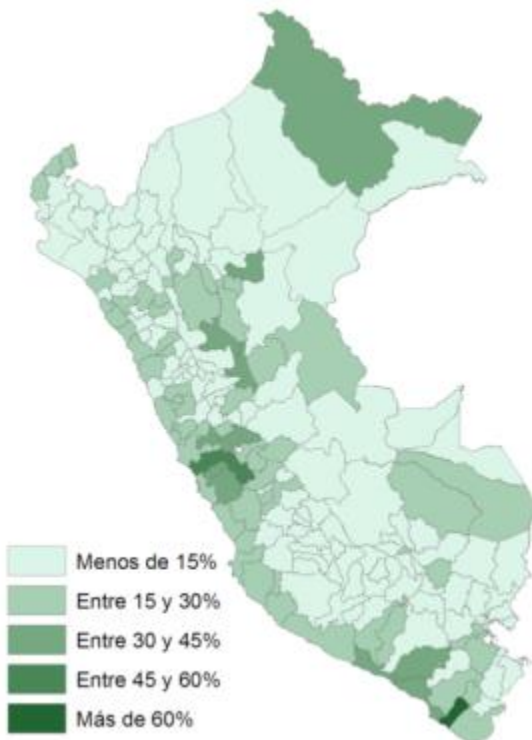 Menos de 15%
Entre 15 y 30%
Entre 30 y 45%
Entre 45 y 60%
Más de 60%